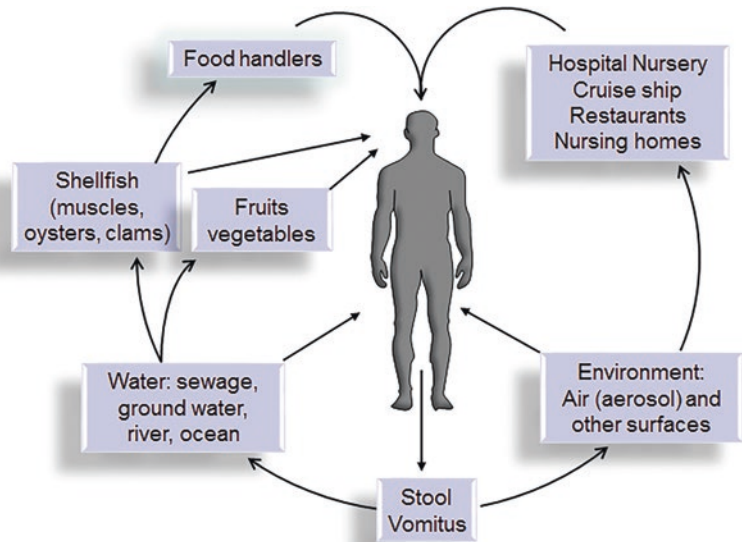 Food handlers
Hospital Nursery
Cruise ship
Restaurants
Nursing homes
Shellfish
(muscles,
oysters, clams)
Fruits
vegetables
Water: sewage,
ground water,
river, ocean
Environment:
Air (aerosol) and
other surfaces
Stool
Vomitus